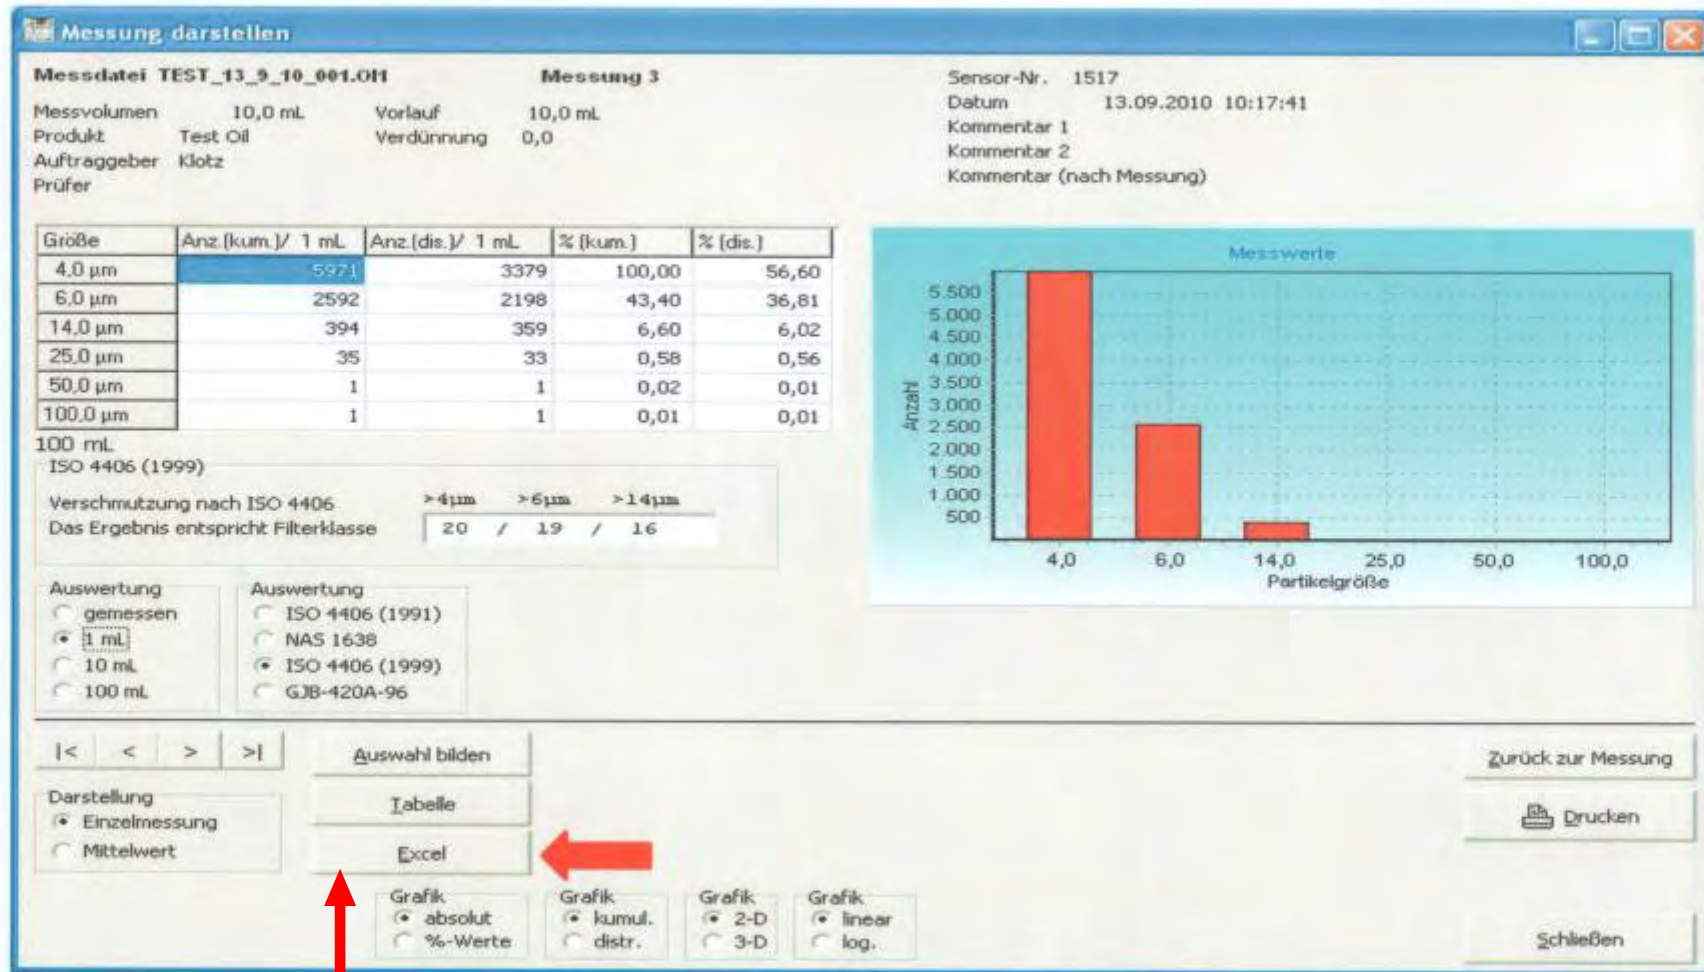 Messung darstellen
Messdatei TEST_13_9_10_001.OI1 Messung 3
Messvolumen 10,0 mL Vorlauf 10,0 mL
Produkt Test Oil Verdünnung 0,0
Auftraggeber Klotz
Prüfer
Sensor-Nr. 1517
Datum 13.09.2010 10:17:41
Kommentar 1
Kommentar 2
Kommentar (nach Messung)
Größe Anz.(kum.)/ 1 mL Anz.(dis.)/ 1 mL % (kum.) % (dis.)
4,0 µm 5971 3379 100,00 56,60
6,0 µm 2592 2198 43,40 36,81
14,0 µm 394 359 6,60 6,02
25,0 µm 35 33 0,58 0,56
50,0 µm 1 1 0,02 0,01
100,0 µm 1 1 0,01 0,01
100 mL
ISO 4406 (1999)
Verschmutzung nach ISO 4406 >4µm >6µm >14µm
Das Ergebnis entspricht Filterklasse 20 / 19 / 16
Messwerte
Anzahl
5.500
5.000
4.500
4.000
3.500
3.000
2.500
2.000
1.500
1.000
500
4,0 6,0 14,0 25,0 50,0 100,0
Partikelgröße
Auswertung
gemessen
1 mL
10 mL
100 mL
Auswertung
ISO 4406 (1991)
NAS 1638
ISO 4406 (1999)
GJB-420A-96
|< < > >|
Auswahl bilden
Tabelle
Excel
Zurück zur Messung
Drucken
Schließen
Darstellung
Einzelmessung
Mittelwert
Grafik
absolut
%-Werte
Grafik
kumul.
distr.
Grafik
2-D
3-D
Grafik
linear
log.